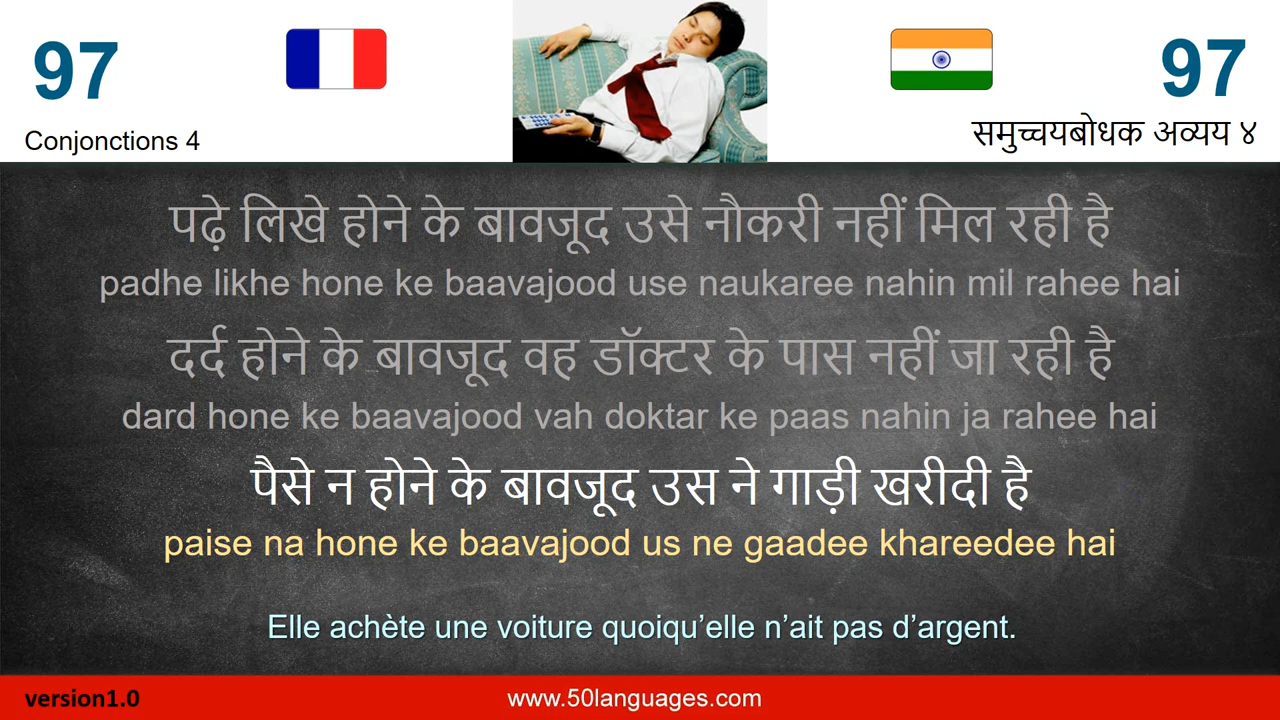 97
97
Conjonctions 4
समुच्चयबोधक अव्यय ४
पढ़े लिखे होने के बावजूद उसे नौकरी नहीं मिल रही है
padhe likhe hone ke baavajood use naukaree nahin mil rahee hai
दर्द होने के बावजूद वह डॉक्टर के पास नहीं जा रही है
dard hone ke baavajood vah doktar ke paas nahin ja rahee hai
पैसे न होने के बावजूद उस ने गाड़ी खरीदी है
paise na hone ke baavajood us ne gaadee khareedee hai
Elle achète une voiture quoiqu’elle n’ait pas d’argent.
version1.0
www.50languages.com